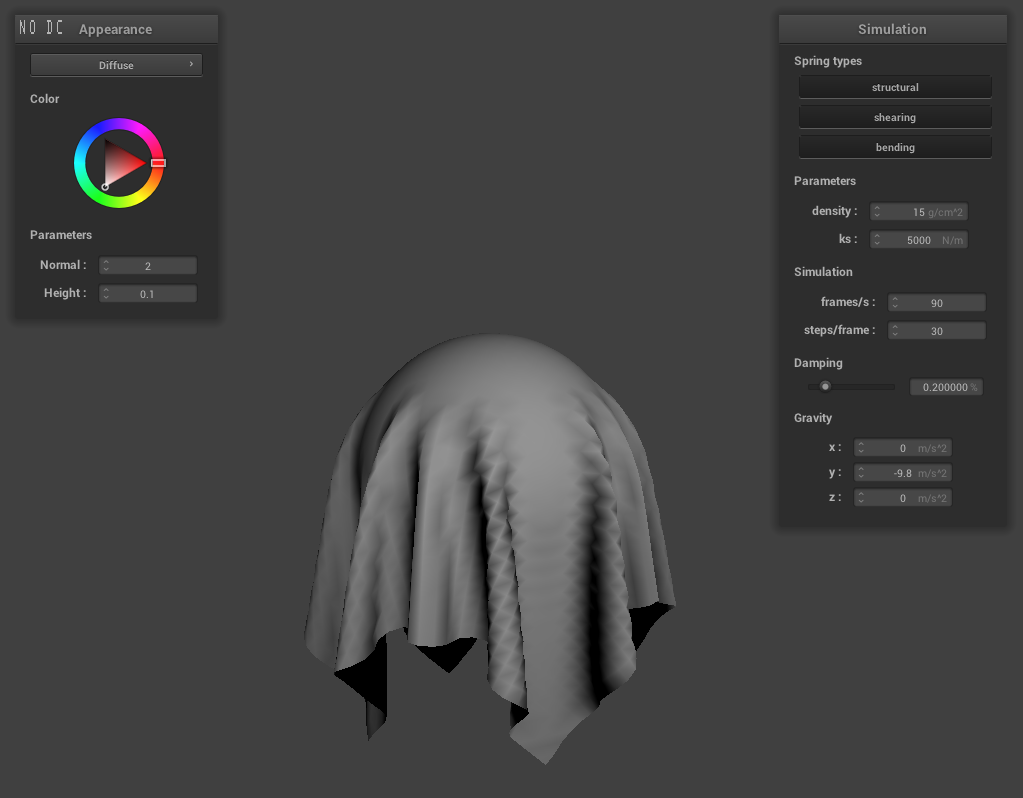 NO DC
Appearance
Diffuse
Color
Parameters
Normal : 2
Height : 0.1
Simulation
Spring types
structural
shearing
bending
Parameters
density : 15 g/cm^2
ks : 5000 N/m
Simulation
frames/s : 90
steps/frame : 30
Damping
0.200000 %
Gravity
x : 0 m/s^2
y : -9.8 m/s^2
z : 0 m/s^2